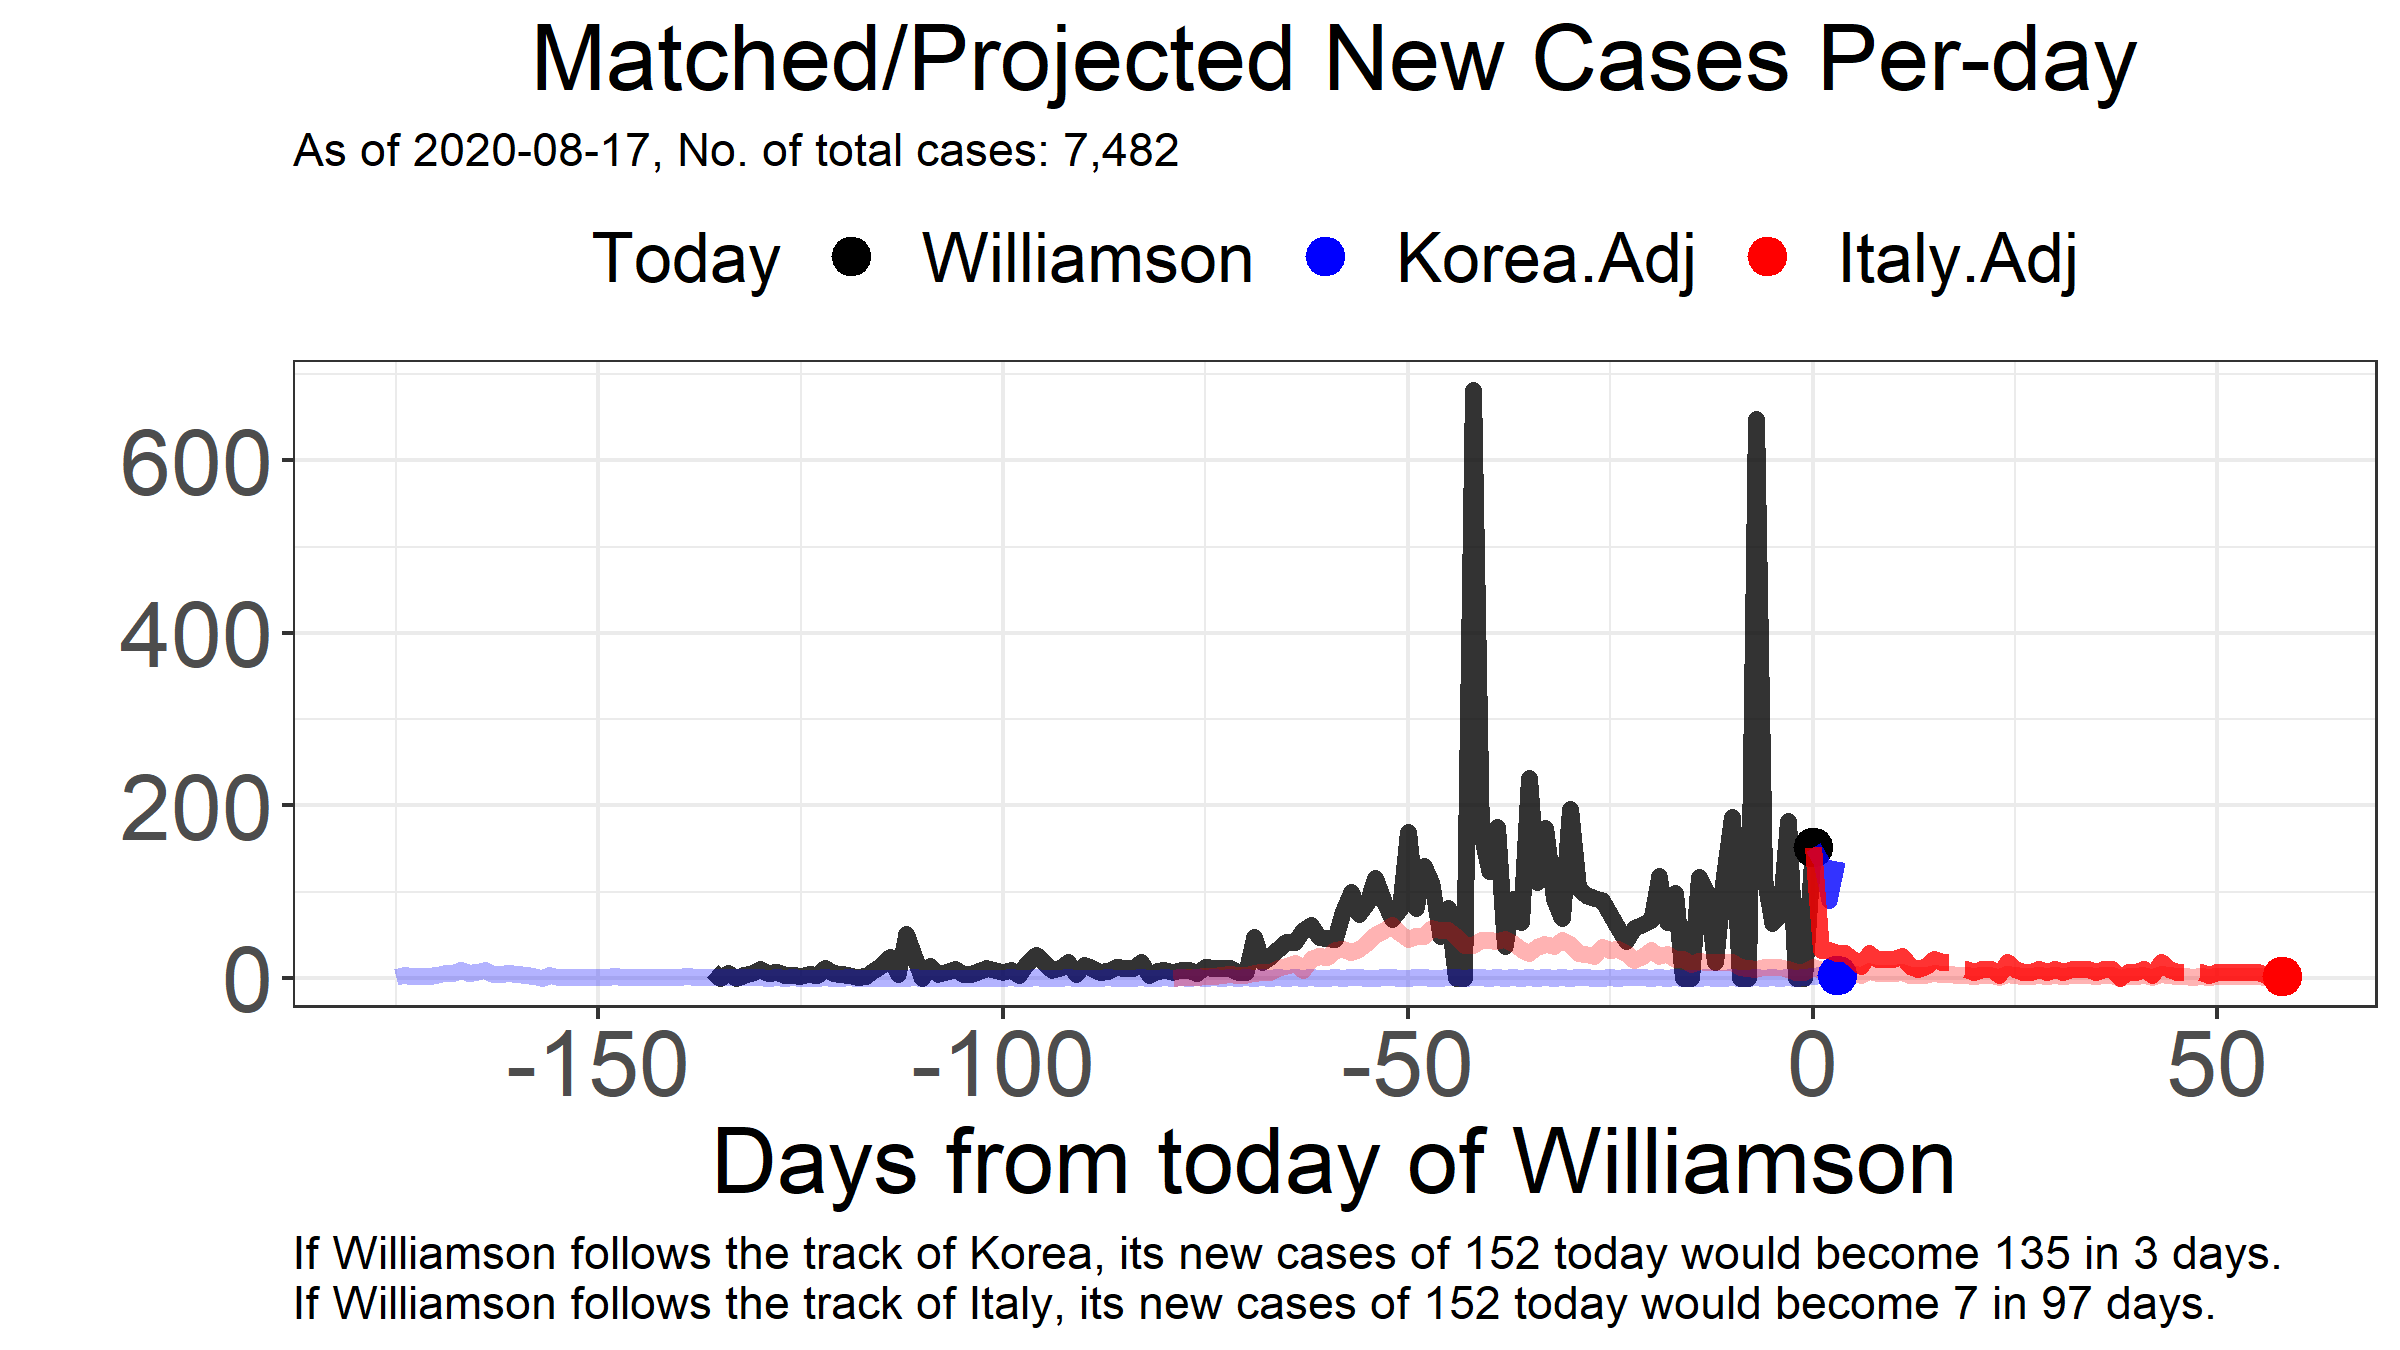 Matched/Projected New Cases Per-day
As of 2020-08-17, No. of total cases: 7,482
Today Williamson Korea.Adj Italy.Adj
600
400
200
0
-150 -100 -50 0 50
Days from today of Williamson
If Williamson follows the track of Korea, its new cases of 152 today would become 135 in 3 days.
If Williamson follows the track of Italy, its new cases of 152 today would become 7 in 97 days.